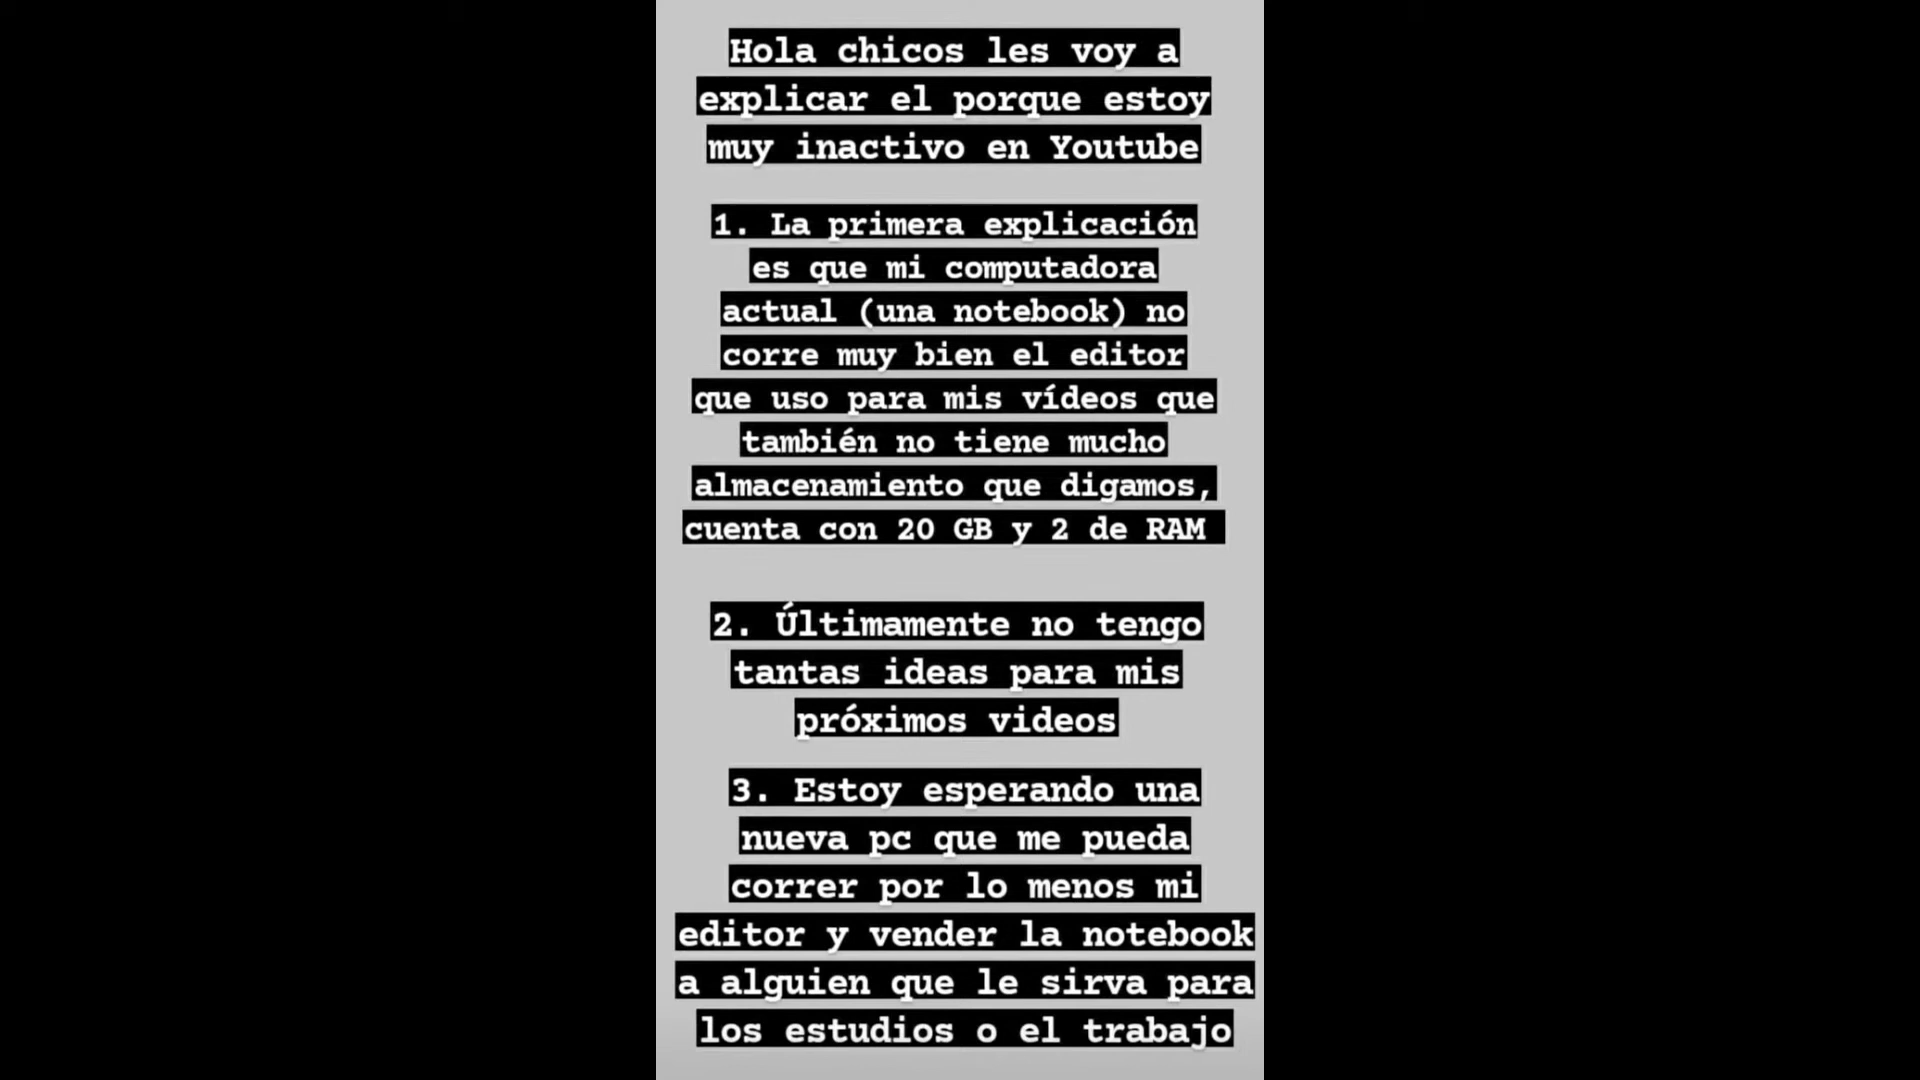 Hola chicos les voy a
explicar el porque estoy
muy inactivo en Youtube
1. La primera explicación
es que mi computadora
actual (una notebook) no
corre muy bien el editor
que uso para mis vídeos que
también no tiene mucho
almacenamiento que digamos,
cuenta con 20 GB y 2 de RAM
2. Últimamente no tengo
tantas ideas para mis
próximos videos
3. Estoy esperando una
nueva pc que me pueda
correr por lo menos mi
editor y vender la notebook
a alguien que le sirva para
los estudios o el trabajo